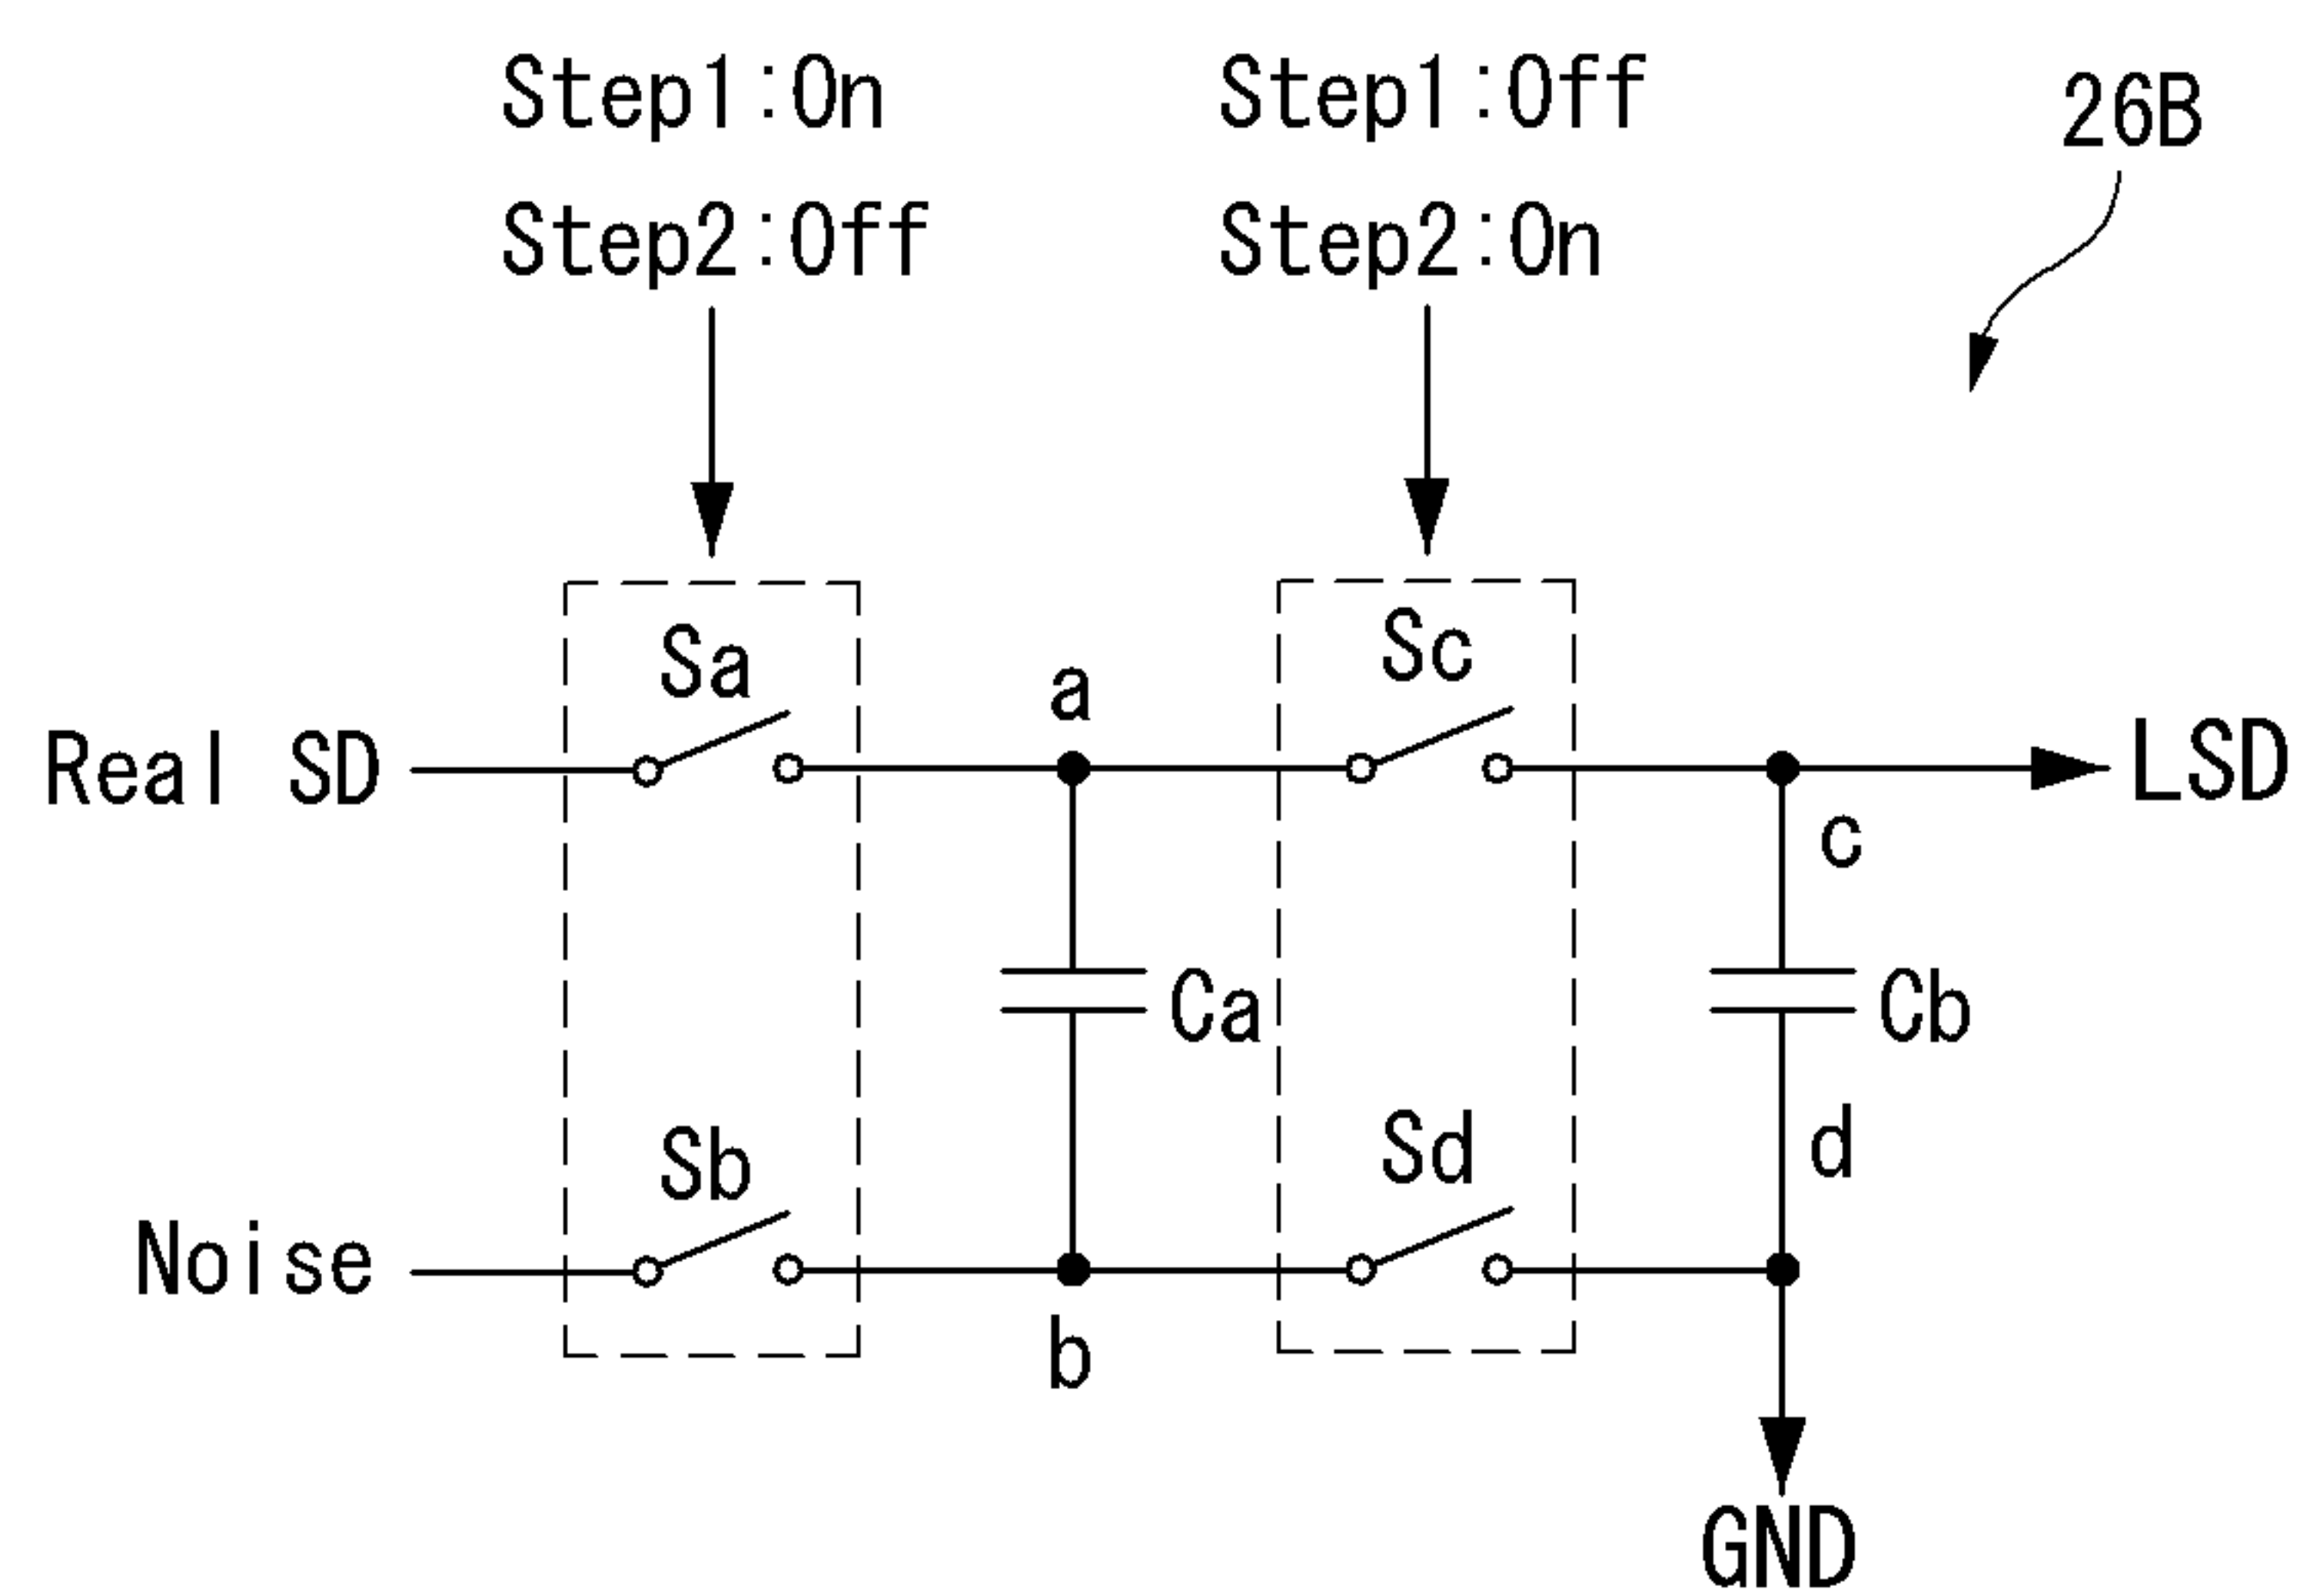 Step1:On
Step2:Off
Step1:Off
Step2:On
26B
Sa
Sc
a
Real SD
LSD
c
Ca
Cb
Sb
Sd
d
Noise
b
GND